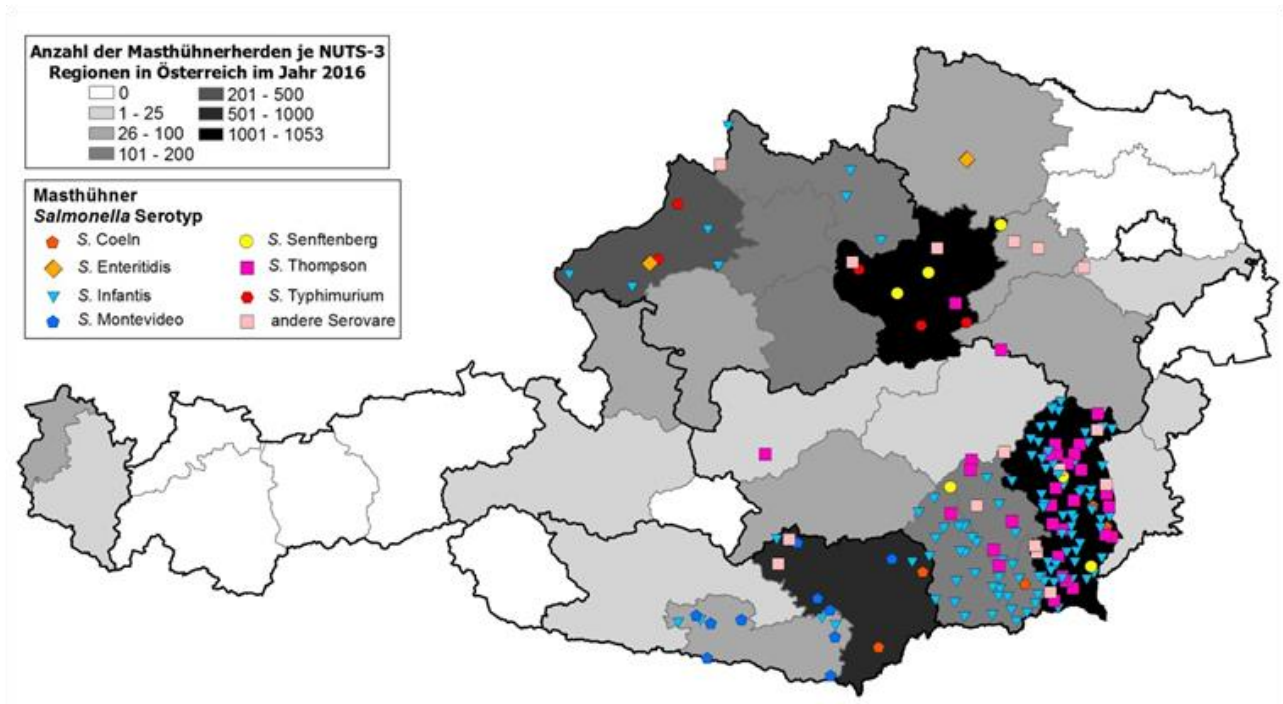 Anzahl der Masthühnerherden je NUTS-3
Regionen in Österreich im Jahr 2016
0
201 - 500
1 - 25
501 - 1000
26 - 100
1001 - 1053
101 - 200
Masthühner
Salmonella Serotyp
S. Coeln
S. Senftenberg
S. Enteritidis
S. Thompson
S. Infantis
S. Typhimurium
S. Montevideo
andere Serovare